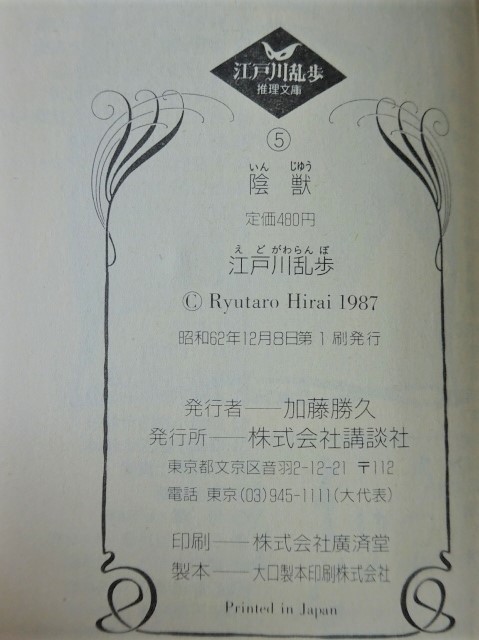 江戸川乱歩
推理文庫
⑤
いん じゆう
陰獣
定価480円
えどがわらんぽ
江戸川乱歩
© Ryutaro Hirai 1987
昭和62年12月8日第1刷発行
発行者──加藤勝久
発行所──株式会社講談社
東京都文京区音羽2-12-21 〒112
電話 東京(03)945-1111(大代表)
印刷──株式会社廣済堂
製本──大口製本印刷株式会社
Printed in Japan